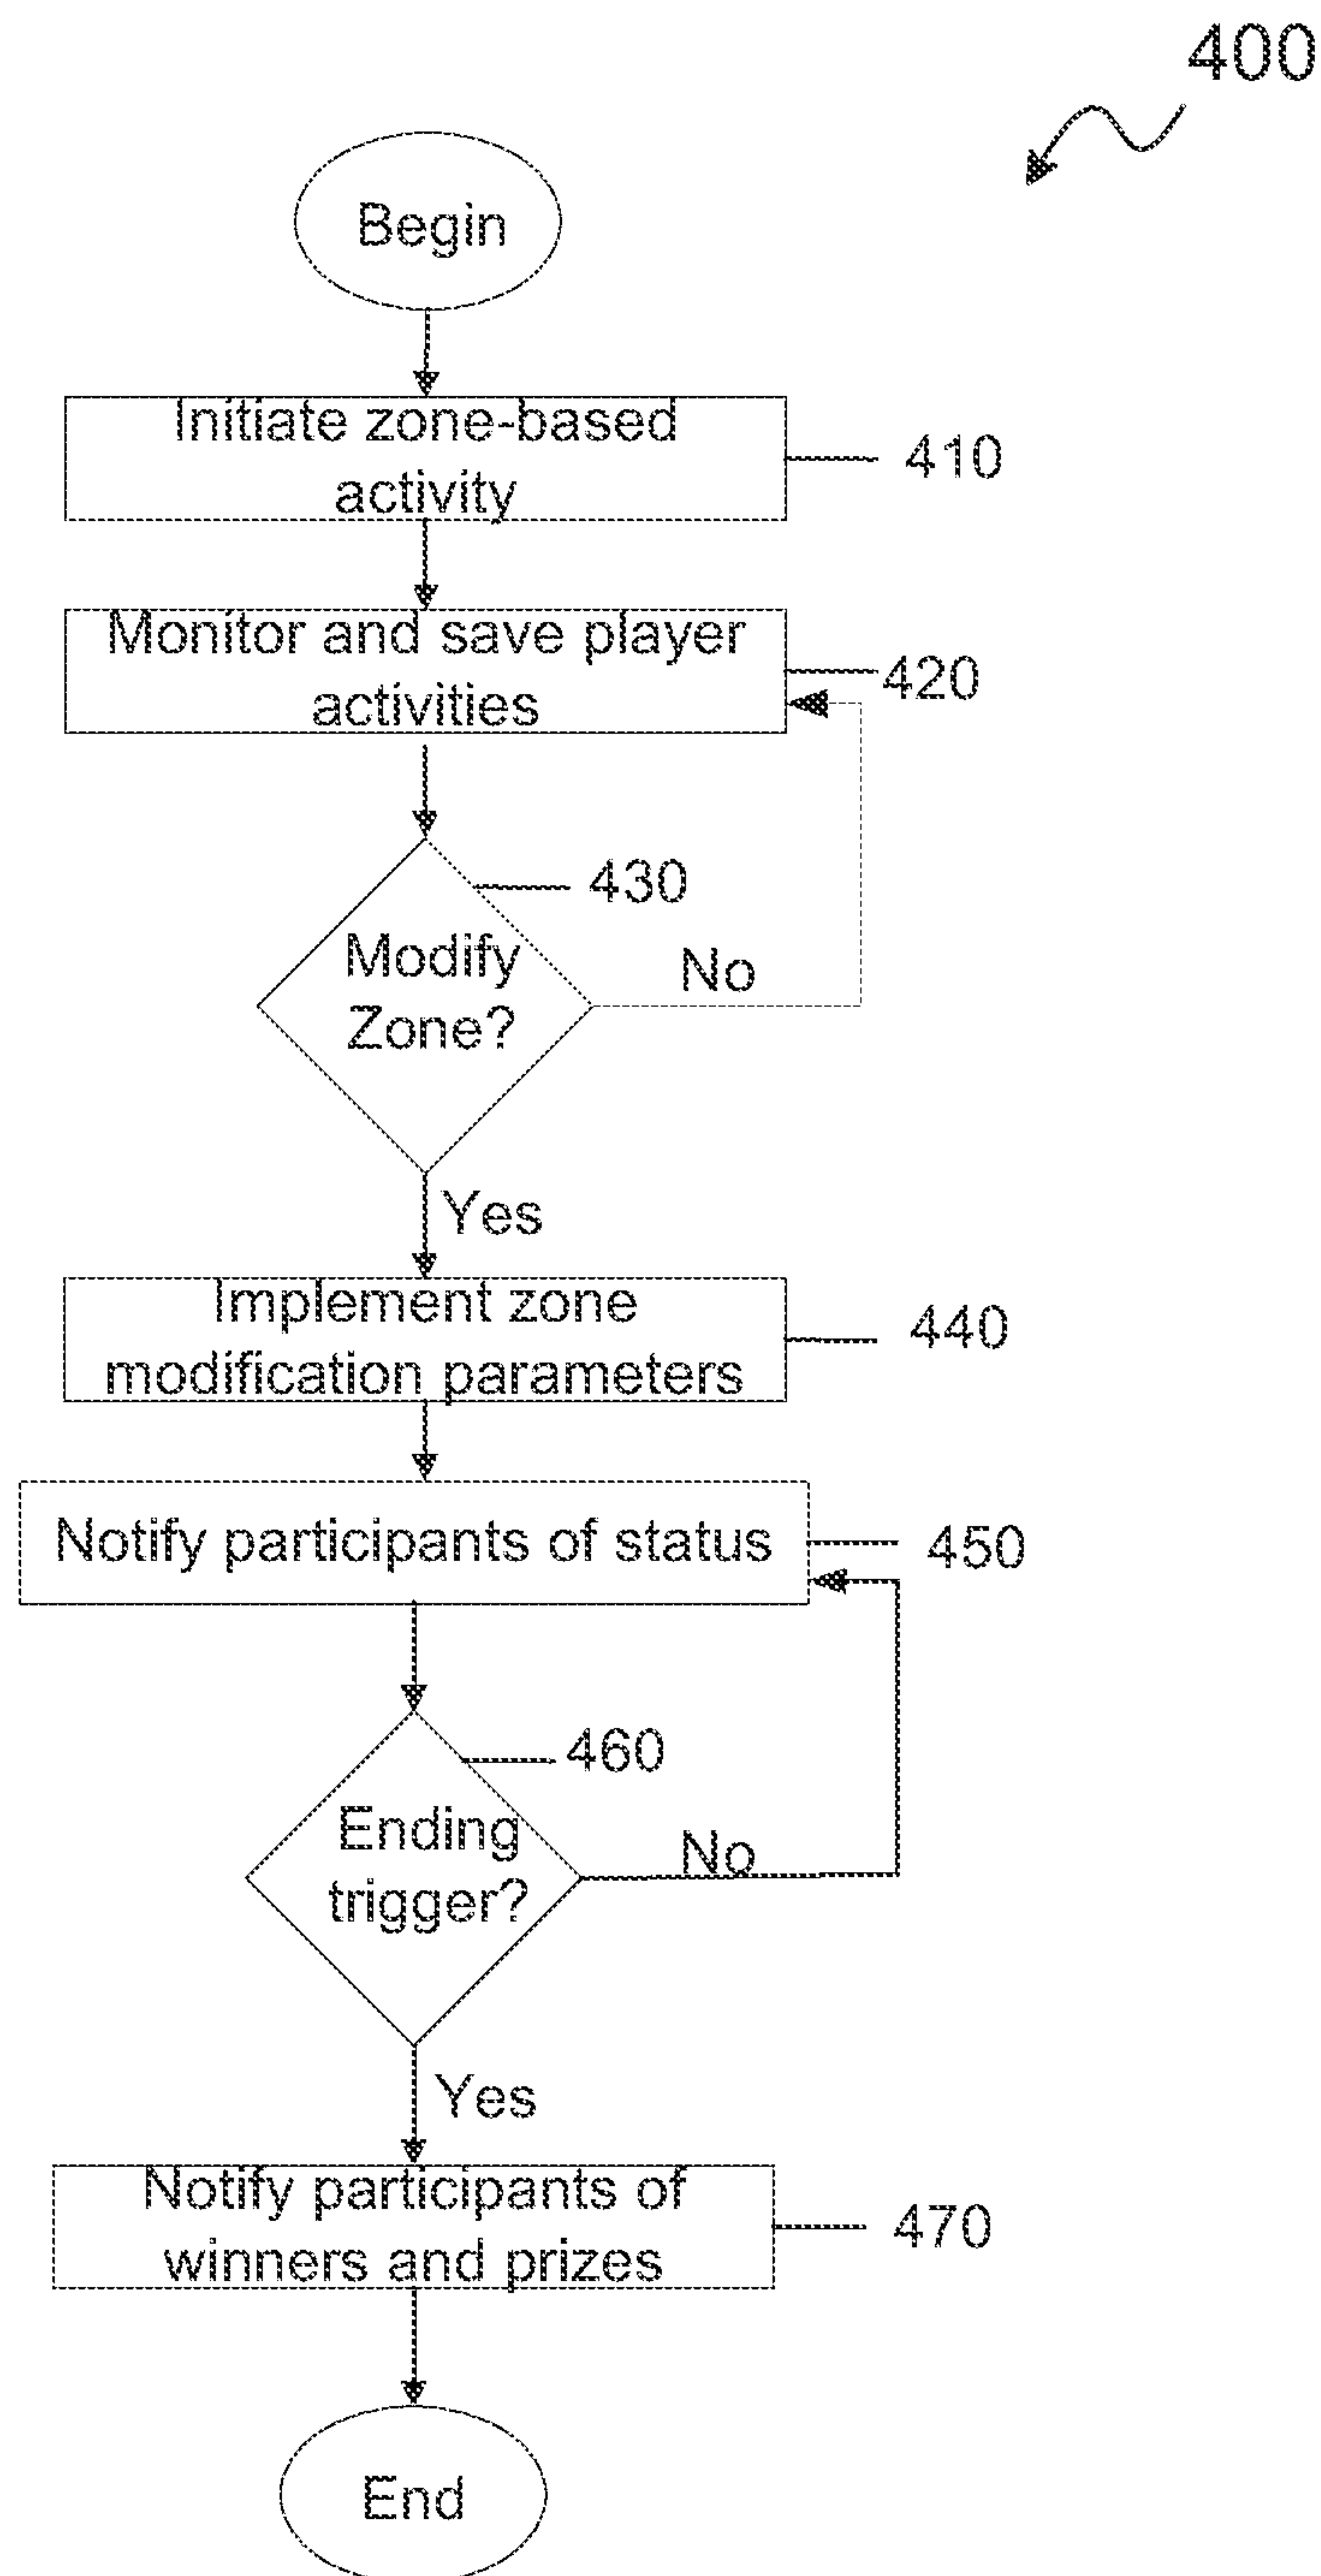 400
Begin
Initiate zone-based
activity
410
Monitor and save player
activities
420
430
Modify
Zone?
No
Yes
Implement zone
modification parameters
440
Notify participants of status
450
460
Ending
trigger?
No
Yes
Notify participants of
winners and prizes
470
End